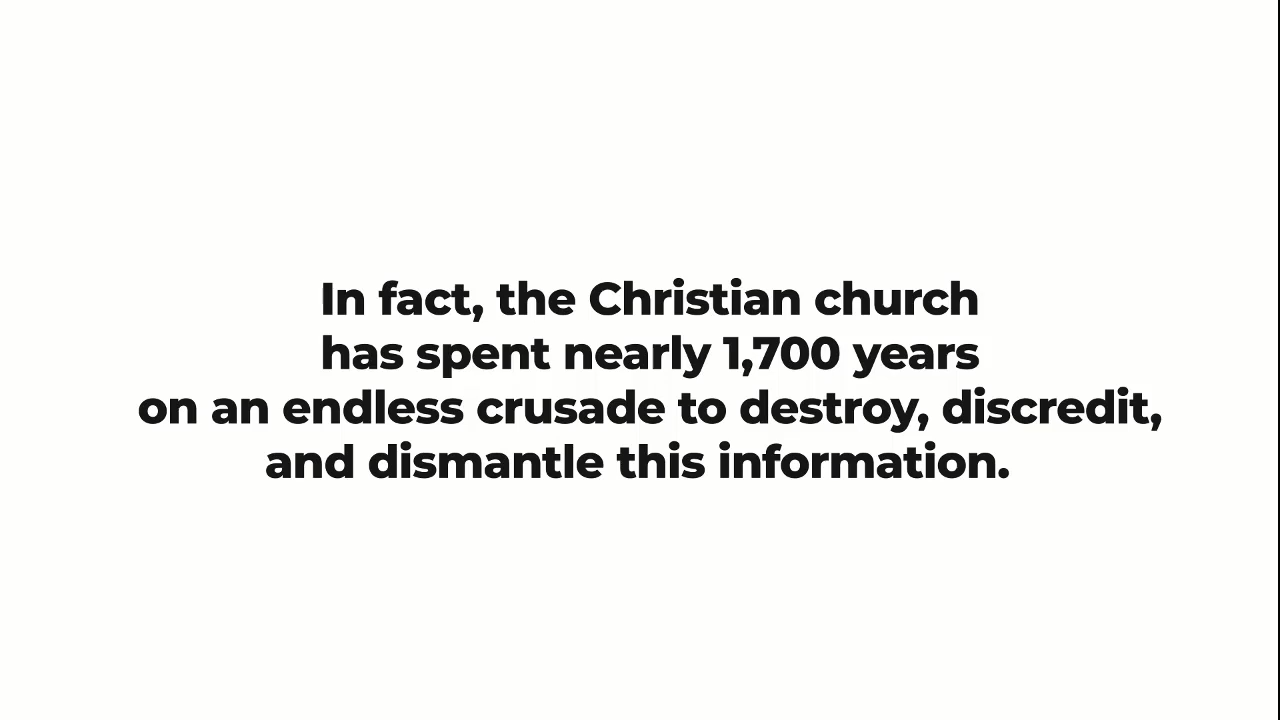 In fact, the Christian church
has spent nearly 1,700 years
on an endless crusade to destroy, discredit,
and dismantle this information.